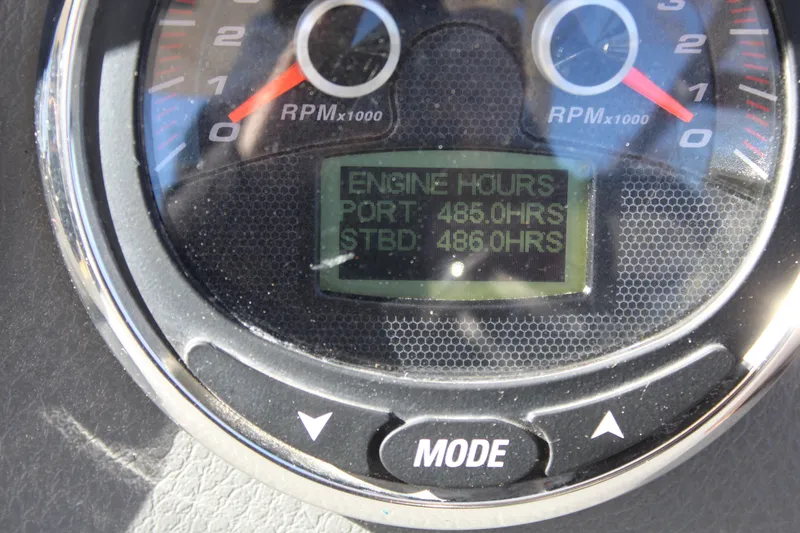 2
1
0
RPMx1000
3
2
1
0
RPMx1000
ENGINE HOURS
PORT: 485.0HRS
STBD: 486.0HRS
MODE